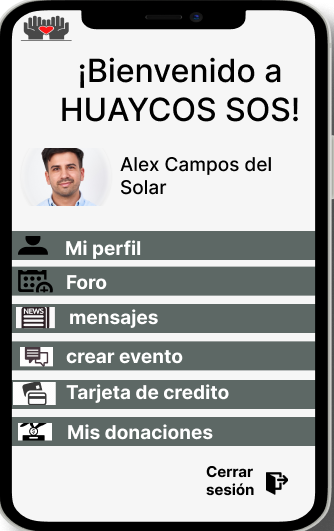 ¡Bienvenido a
HUAYCOS SOS!
Alex Campos del
Solar
Mi perfil
Foro
NEWS
mensajes
crear evento
Tarjeta de credito
Mis donaciones
Cerrar
sesión